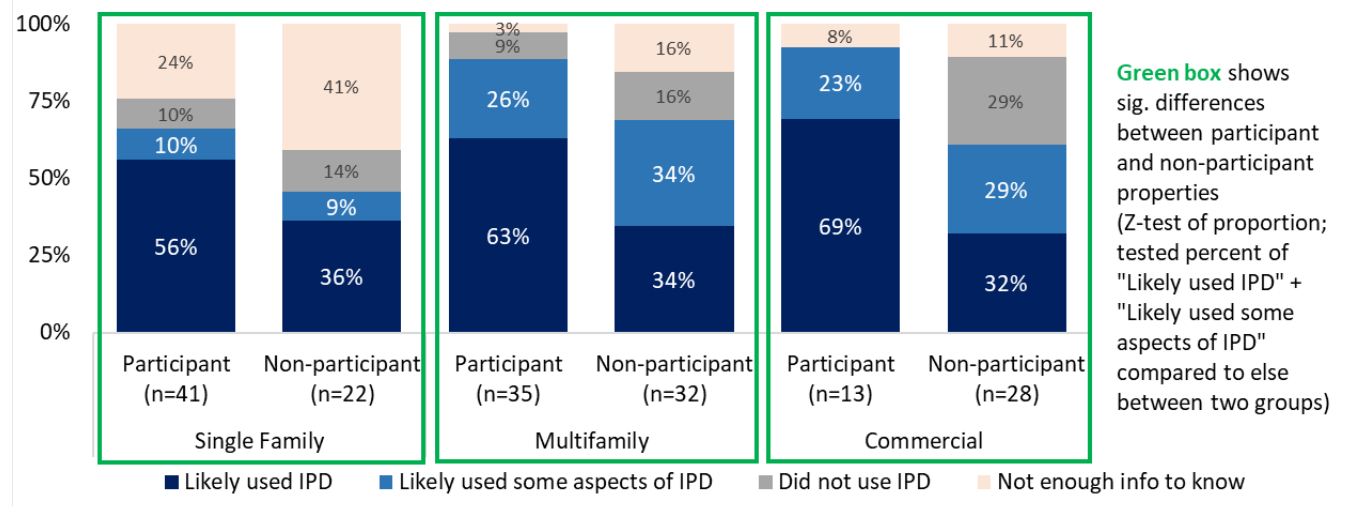 100%
75%
50%
25%
0%
24%
10%
10%
56%
41%
14%
9%
36%
3%
9%
26%
63%
16%
16%
34%
34%
8%
23%
69%
11%
29%
29%
32%
Participant
(n=41)
Non-participant
(n=22)
Participant
(n=35)
Non-participant
(n=32)
Participant
(n=13)
Non-participant
(n=28)
Single Family
Multifamily
Commercial
Likely used IPD
Likely used some aspects of IPD
Did not use IPD
Not enough info to know
Green box shows
sig. differences
between participant
and non-participant
properties
(Z-test of proportion;
tested percent of
"Likely used IPD" +
"Likely used some
aspects of IPD"
compared to else
between two groups)